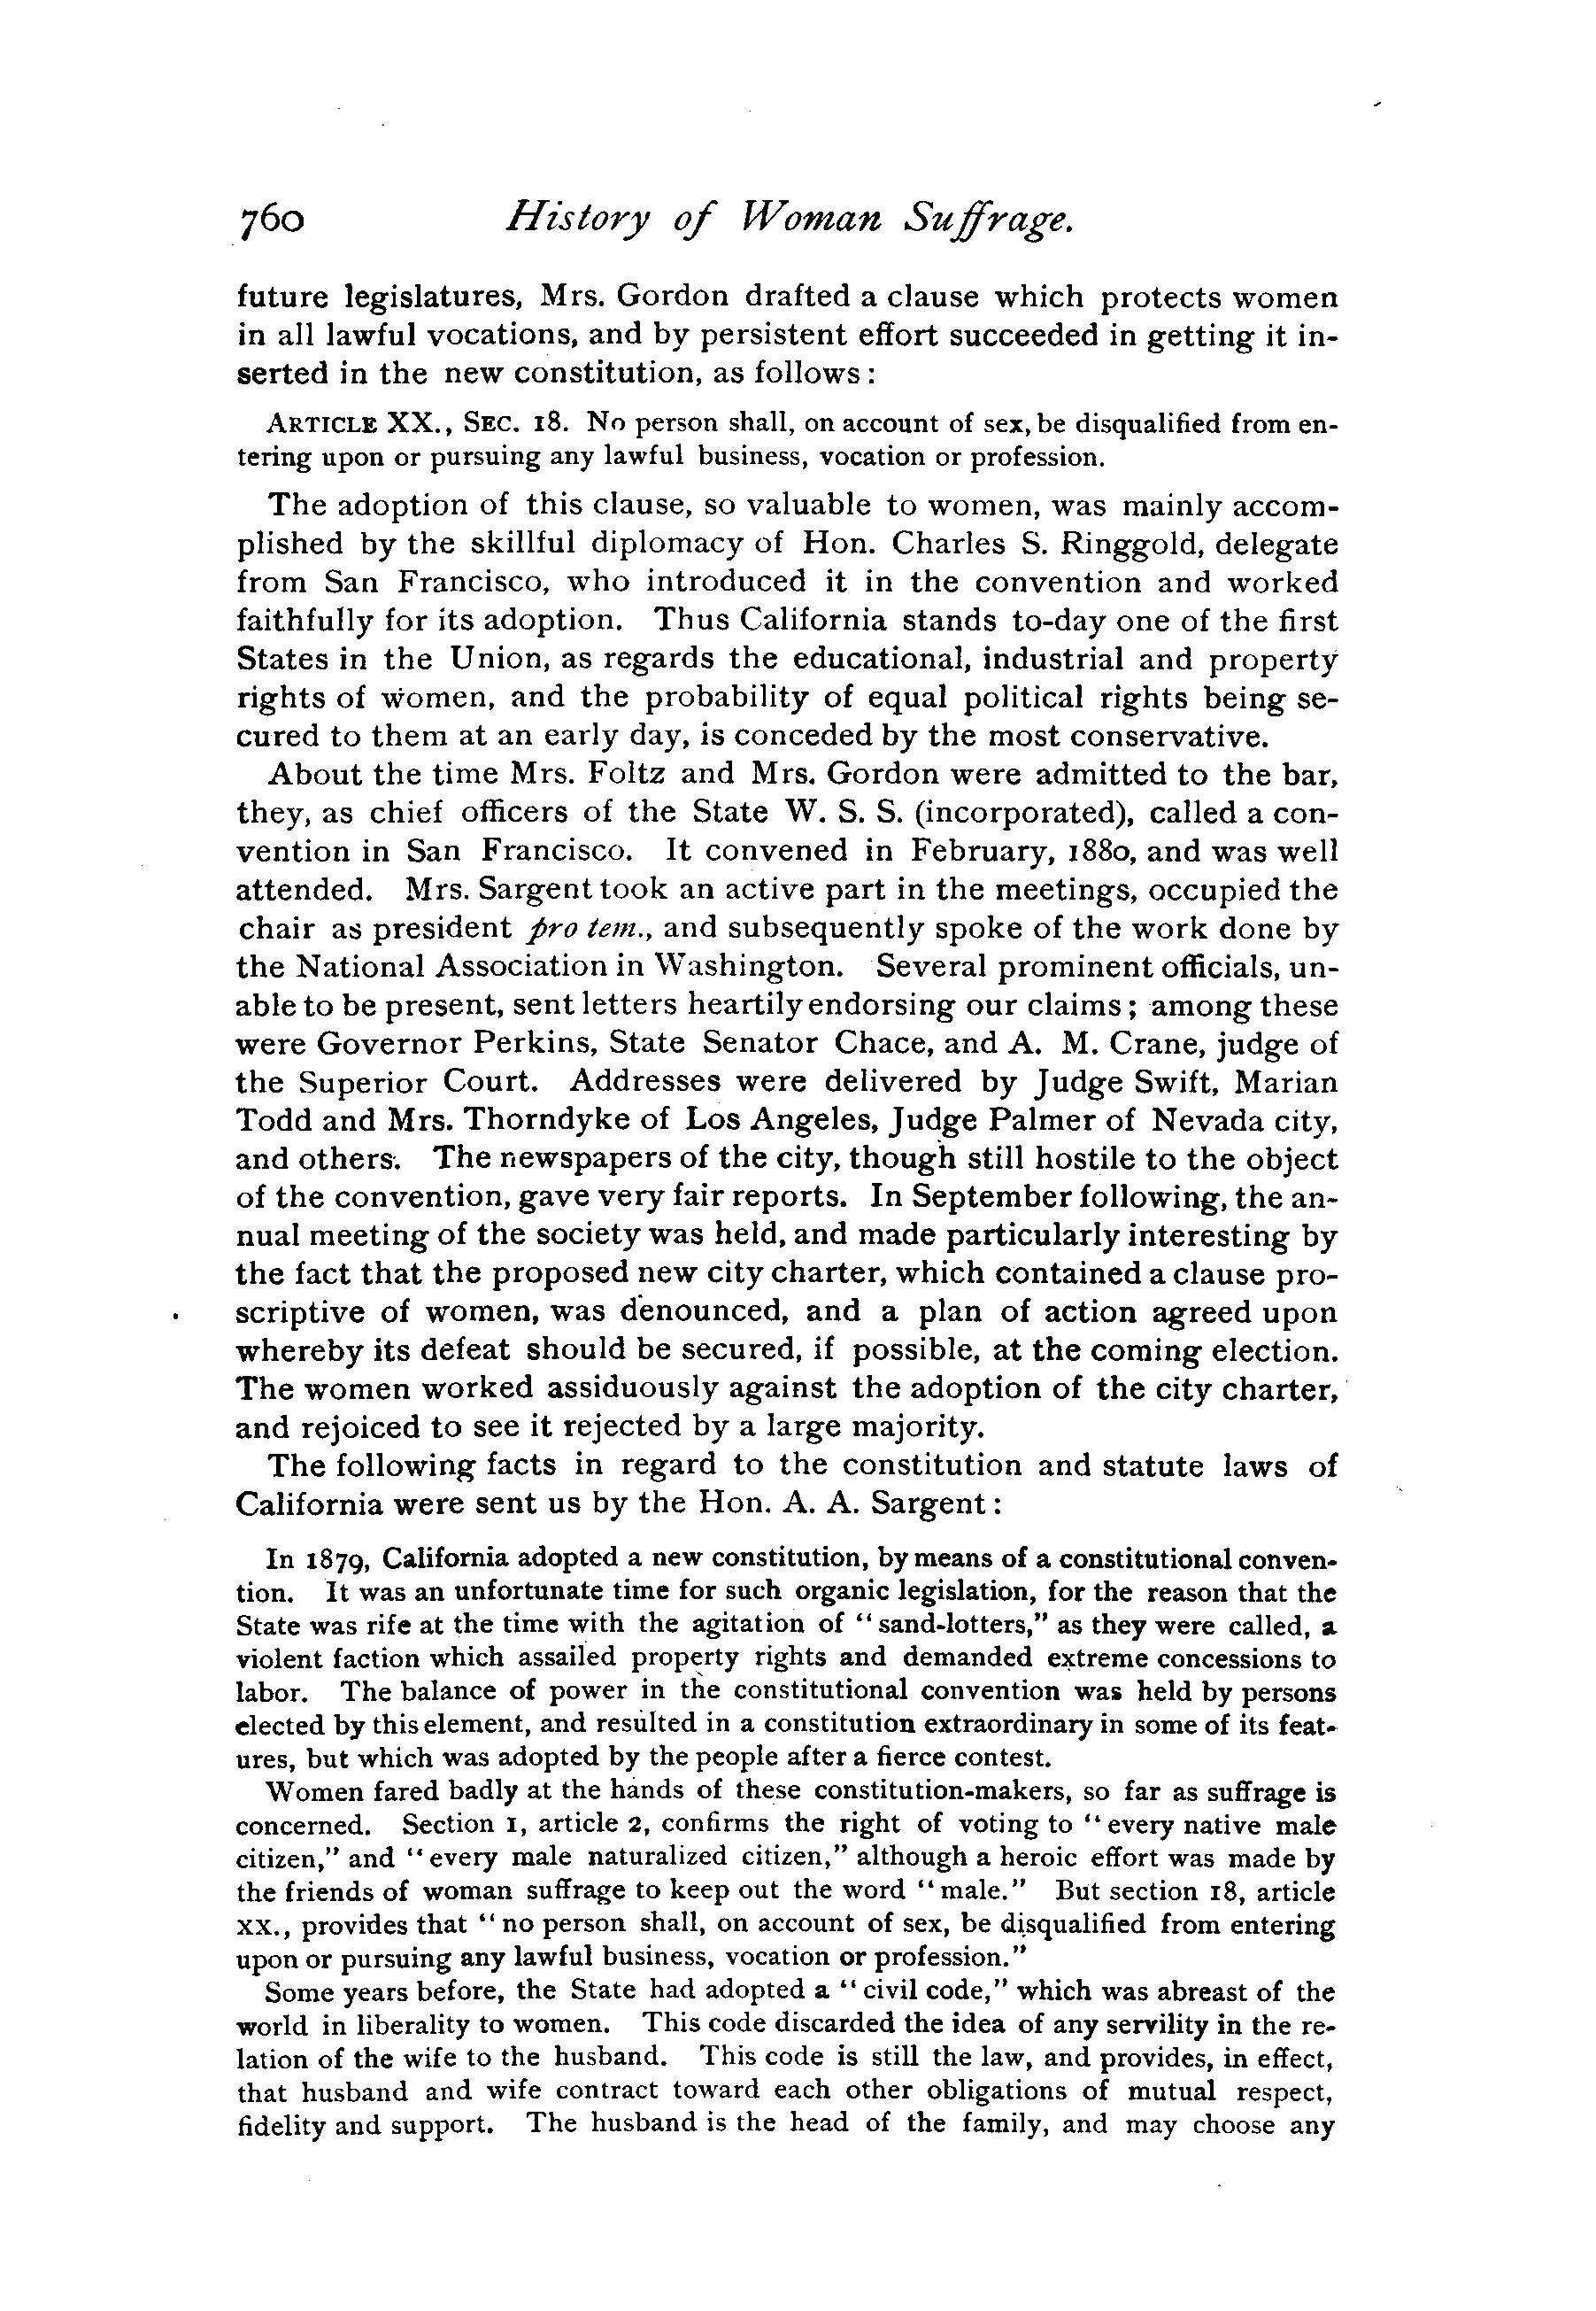 760 History of Woman Suffrage.
future legislatures, Mrs. Gordon drafted a clause which protects women
in all lawful vocations, and by persistent effort succeeded in getting it in-
serted in the new constitution, as follows:
ARTICLE XX., SEC. 18. No person shall, on account of sex, be disqualified from en-
tering upon or pursuing any lawful business, vocation or profession.
The adoption of this clause, so valuable to women, was mainly accom-
plished by the skillful diplomacy of Hon. Charles S. Ringgold, delegate
from San Francisco, who introduced it in the convention and worked
faithfully for its adoption. Thus California stands to-day one of the first
States in the Union, as regards the educational, industrial and property
rights of women, and the probability of equal political rights being se-
cured to them at an early day, is conceded by the most conservative.
About the time Mrs. Foltz and Mrs. Gordon were admitted to the bar,
they, as chief officers of the State W. S. S. (incorporated), called a con-
vention in San Francisco. It convened in February, 1880, and was well
attended. Mrs. Sargent took an active part in the meetings, occupied the
chair as president pro tem., and subsequently spoke of the work done by
the National Association in Washington. Several prominent officials, un-
able to be present, sent letters heartily endorsing our claims; among these
were Governor Perkins, State Senator Chace, and A. M. Crane, judge of
the Superior Court. Addresses were delivered by Judge Swift, Marian
Todd and Mrs. Thorndyke of Los Angeles, Judge Palmer of Nevada city,
and others. The newspapers of the city, though still hostile to the object
of the convention, gave very fair reports. In September following, the an-
nual meeting of the society was held, and made particularly interesting by
the fact that the proposed new city charter, which contained a clause pro-
scriptive of women, was denounced, and a plan of action agreed upon
whereby its defeat should be secured, if possible, at the coming election.
The women worked assiduously against the adoption of the city charter,
and rejoiced to see it rejected by a large majority.
The following facts in regard to the constitution and statute laws of
California were sent us by the Hon. A. A. Sargent:
In 1879, California adopted a new constitution, by means of a constitutional conven-
tion. It was an unfortunate time for such organic legislation, for the reason that the
State was rife at the time with the agitation of "sand-lotters," as they were called, a
violent faction which assailed property rights and demanded extreme concessions to
labor. The balance of power in the constitutional convention was held by persons
elected by this element, and resulted in a constitution extraordinary in some of its feat-
ures, but which was adopted by the people after a fierce contest.
Women fared badly at the hands of these constitution-makers, so far as suffrage is
concerned. Section 1, article 2, confirms the right of voting to "every native male
citizen," and "every male naturalized citizen," although a heroic effort was made by
the friends of woman suffrage to keep out the word "male." But section 18, article
XX., provides that "no person shall, on account of sex, be disqualified from entering
upon or pursuing any lawful business, vocation or profession."
Some years before, the State had adopted a "civil code," which was abreast of the
world in liberality to women. This code discarded the idea of any servility in the re-
lation of the wife to the husband. This code is still the law, and provides, in effect,
that husband and wife contract toward each other obligations of mutual respect,
fidelity and support. The husband is the head of the family, and may choose any